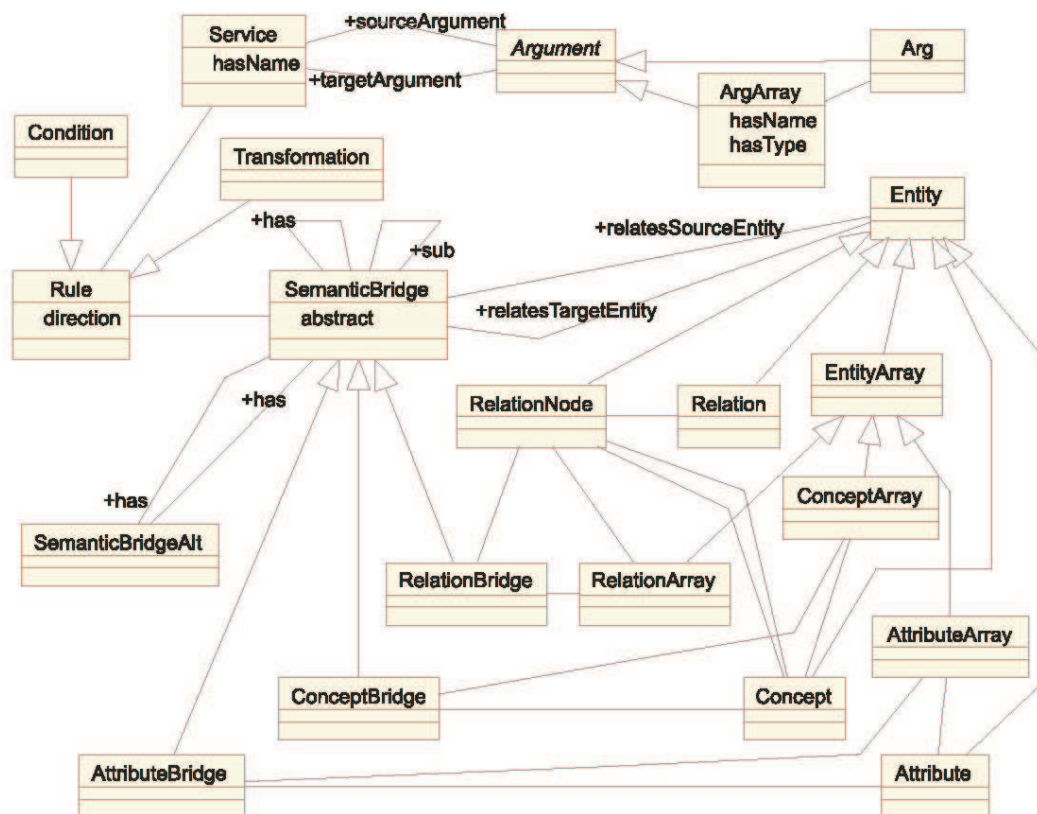 Service
hasName
+sourceArgument
+targetArgument
Argument
Arg
ArgArray
hasName
hasType
Condition
Transformation
Entity
+has
+sub
+relatesSourceEntity
Rule
direction
SemanticBridge
abstract
+relatesTargetEntity
EntityArray
+has
RelationNode
Relation
+has
ConceptArray
SemanticBridgeAlt
RelationBridge
RelationArray
AttributeArray
ConceptBridge
Concept
AttributeBridge
Attribute